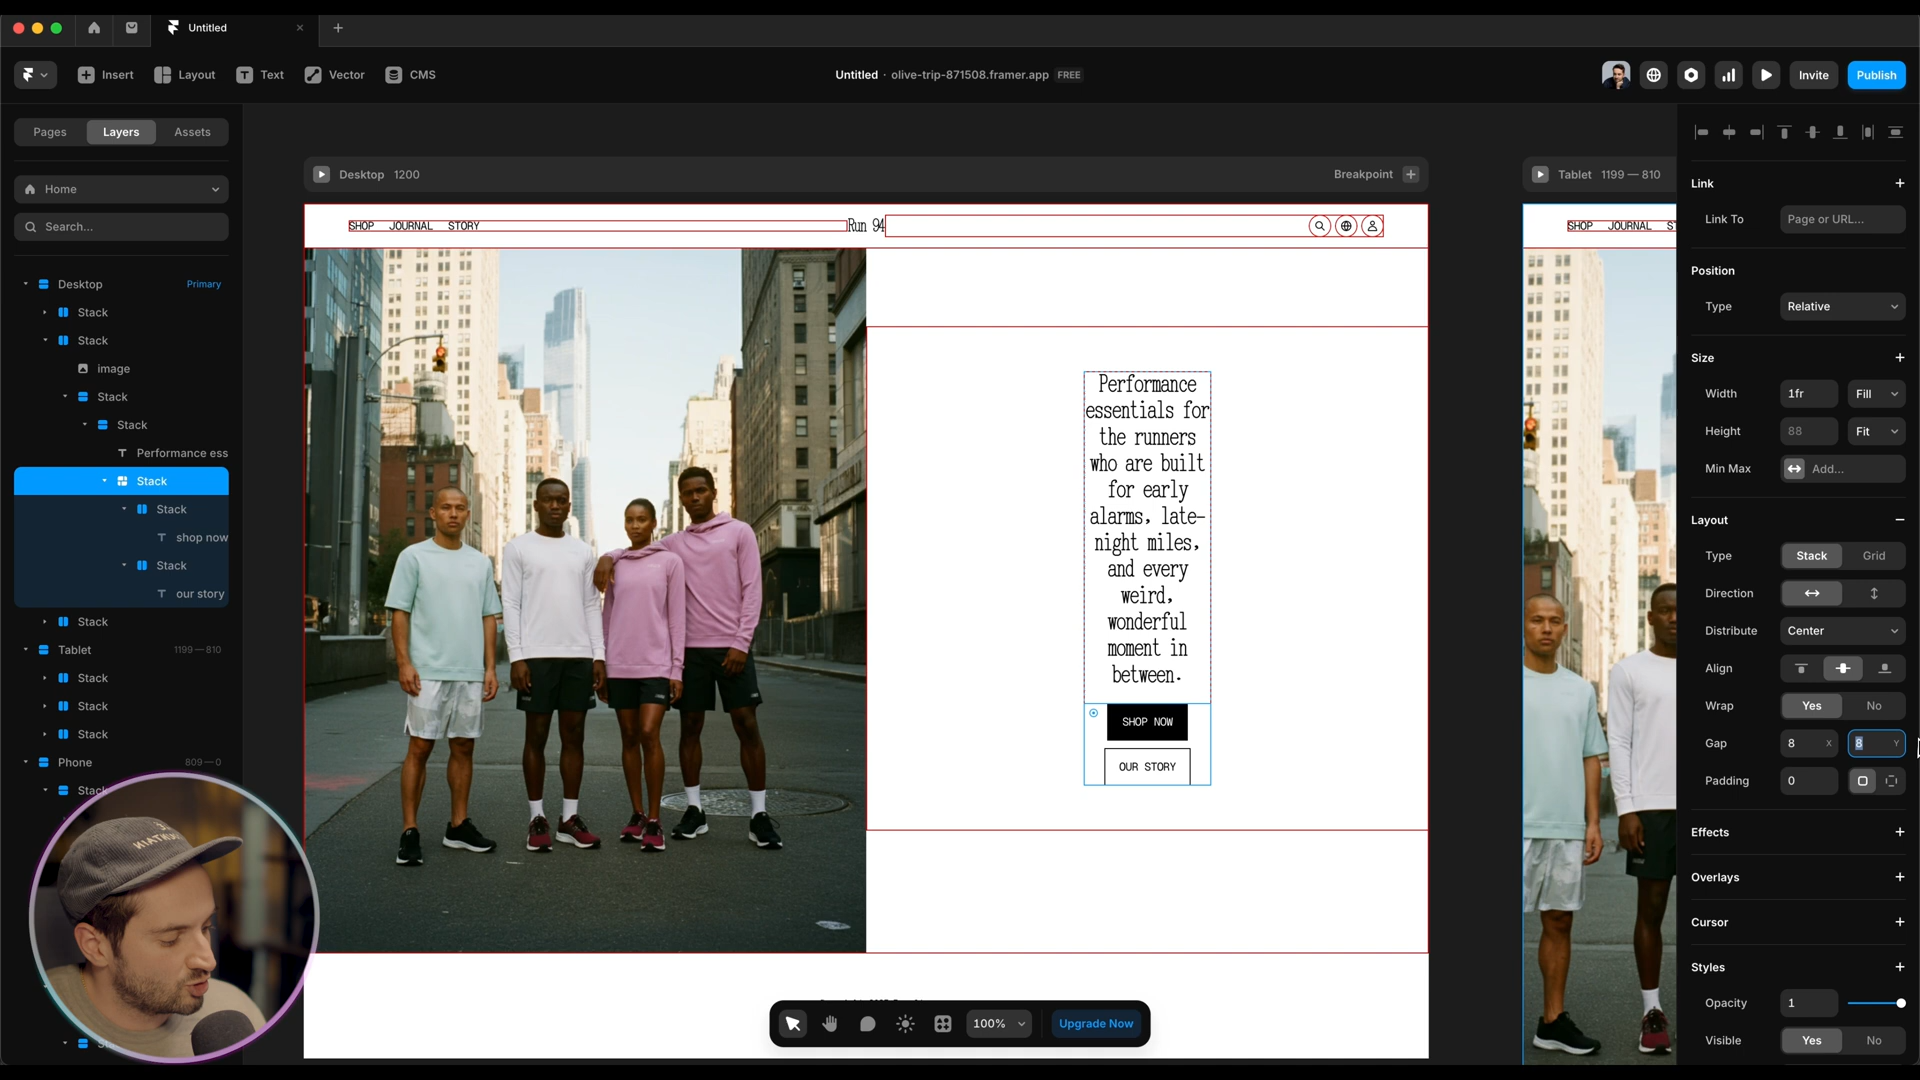 Untitled
Insert
Layout
Text
Vector
CMS
Untitled · olive-trip-871508.framer.app FREE
Invite
Publish
Pages
Layers
Assets
Home
Search...
Desktop
Primary
Stack
Stack
image
Stack
Stack
Performance ess
Stack
Stack
shop now
Stack
our story
Stack
Tablet
1199 — 810
Stack
Stack
Stack
Phone
809 — 0
Desktop 1200
Breakpoint
SHOP JOURNAL STORY
Run 94
Performance
essentials for
the runners
who are built
for early
alarms, late-
night miles,
and every
weird,
wonderful
moment in
between.
SHOP NOW
OUR STORY
100%
Upgrade Now
Tablet 1199 — 810
SHOP JOURNAL
Link
Link To
Page or URL...
Position
Type
Relative
Size
Width
1fr
Fill
Height
88
Fit
Min Max
Add...
Layout
Type
Stack
Grid
Direction
Distribute
Center
Align
Wrap
Yes
No
Gap
8 X
8 Y
Padding
0
Effects
Overlays
Cursor
Styles
Opacity
1
Visible
Yes
No